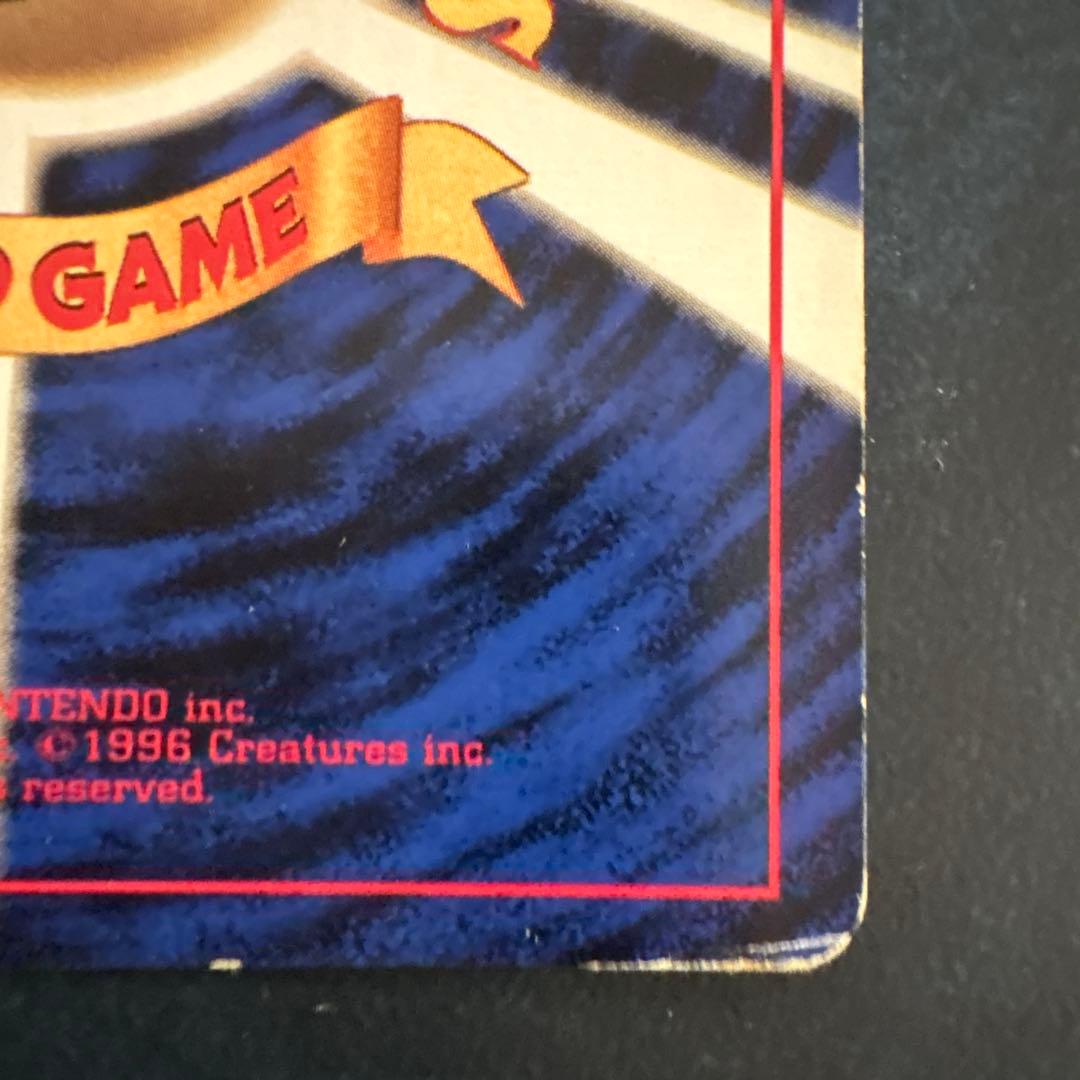 GAME
NTENDO inc.
©1996 Creatures inc.
reserved.